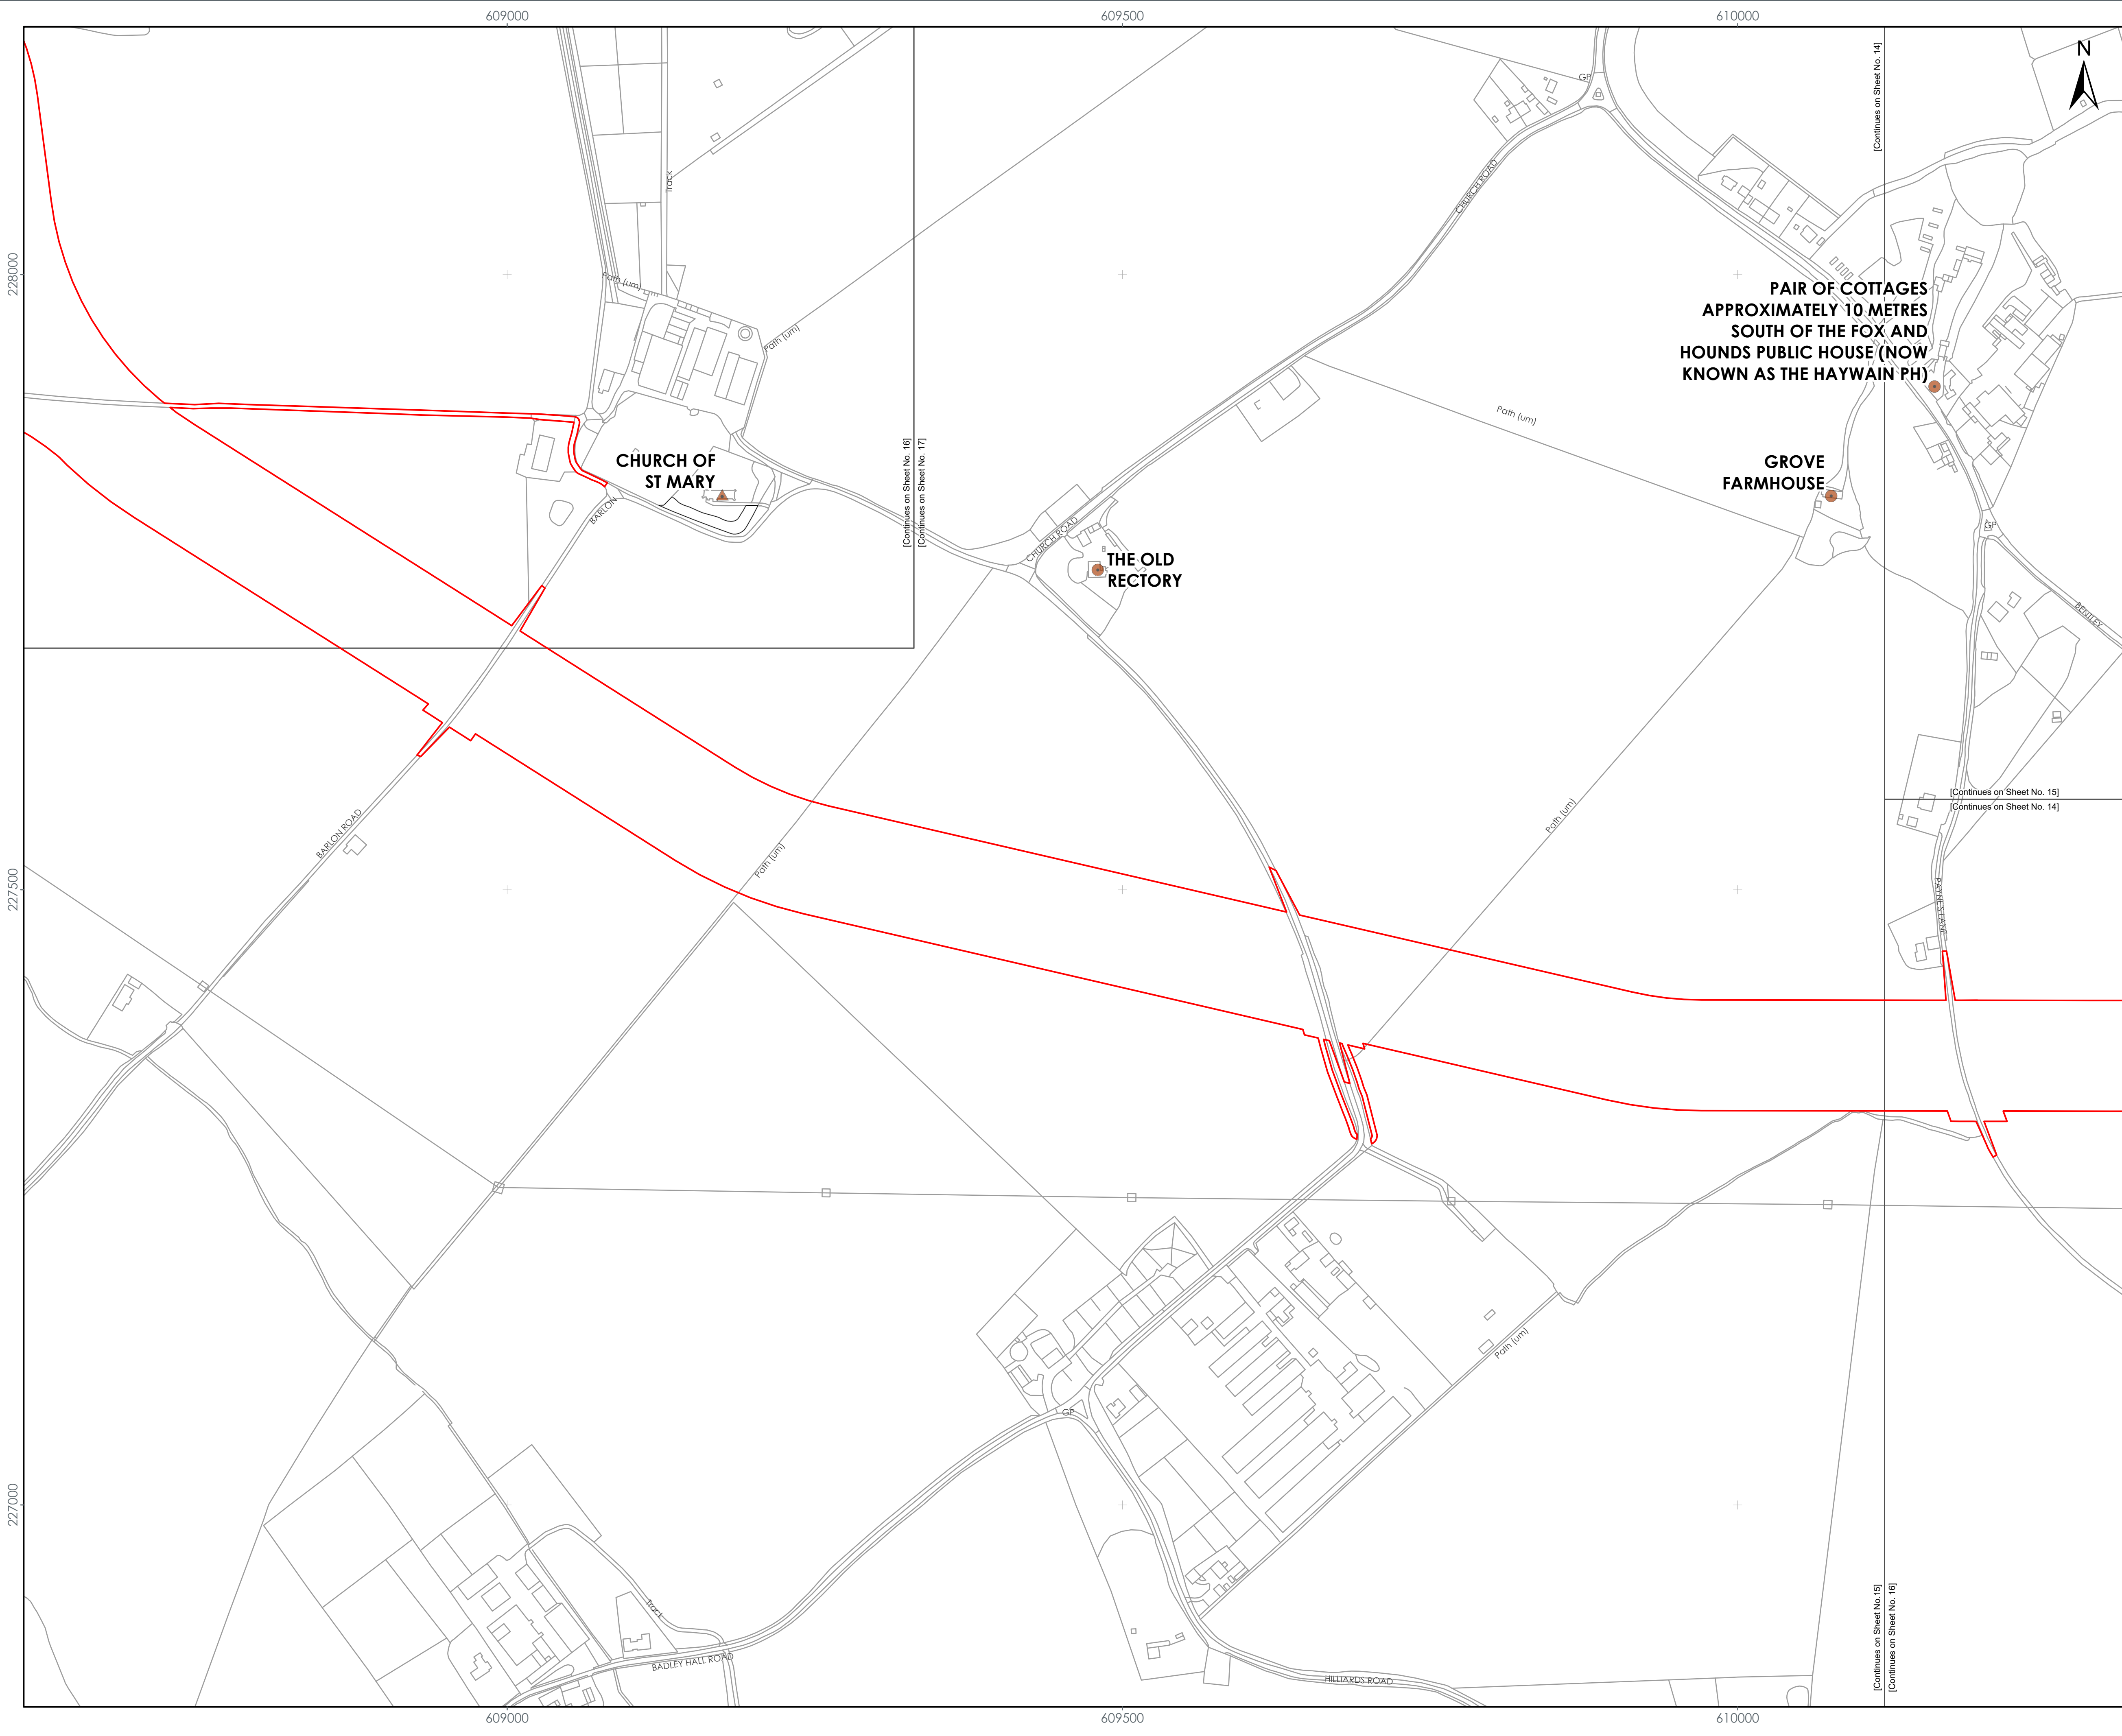 609000
609500
610000
N
[Continues on Sheet No. 14]
GP
CHURCH ROAD
Track
228000
Path (um)
Path (um)
PAIR OF COTTAGES
APPROXIMATELY 10 METRES
SOUTH OF THE FOX AND
HOUNDS PUBLIC HOUSE (NOW
KNOWN AS THE HAYWAIN PH)
Path (um)
CHURCH OF
ST MARY
[Continues on Sheet No. 16]
[Continues on Sheet No. 17]
GROVE
FARMHOUSE
BARLON
CHURCH ROAD
GP
THE OLD
RECTORY
BENTLEY
[Continues on Sheet No. 15]
[Continues on Sheet No. 14]
BARLON ROAD
Path (um)
Path (um)
227500
PAYNE'S LANE
Path (um)
GP
227000
Track
BADLEY HALL ROAD
HILLIARDS ROAD
[Continues on Sheet No.15]
[Continues on Sheet No. 16]
609000
609500
610000